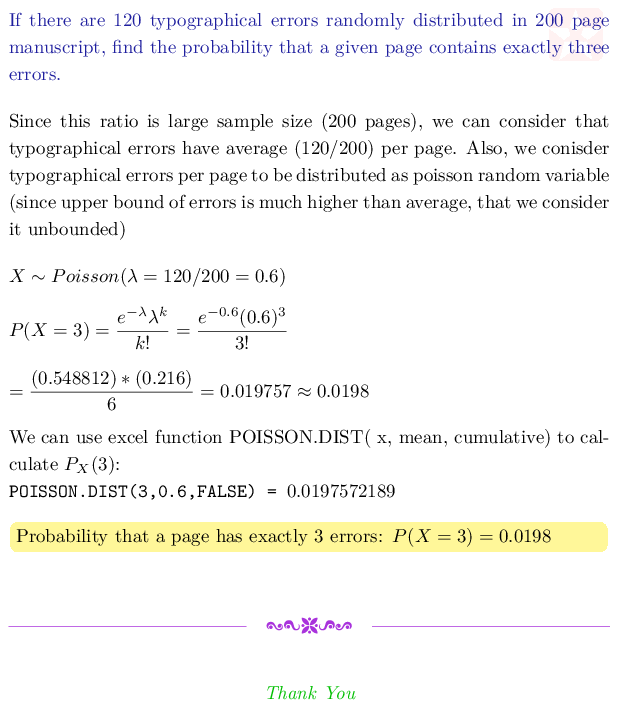 If there are 120 typographical errors randomly distributed in 200 page
manuscript, find the probability that a given page contains exactly three
errors.
Since this ratio is large sample size (200 pages), we can consider that
typographical errors have average (120/200) per page. Also, we conisder
typographical errors per page to be distributed as poisson random variable
(since upper bound of errors is much higher than average, that we consider
it unbounded)
X ∼ Poisson(λ = 120/200 = 0.6)
P(X = 3) = \frac{e^{-λ}λ^k}{k!} = \frac{e^{-0.6}(0.6)^3}{3!}
= \frac{(0.548812) ∗ (0.216)}{6} = 0.019757 ≈ 0.0198
We can use excel function POISSON.DIST( x, mean, cumulative) to cal-
culate P_X(3):
POISSON.DIST(3,0.6,FALSE) = 0.0197572189
Probability that a page has exactly 3 errors: P(X = 3) = 0.0198
Thank You